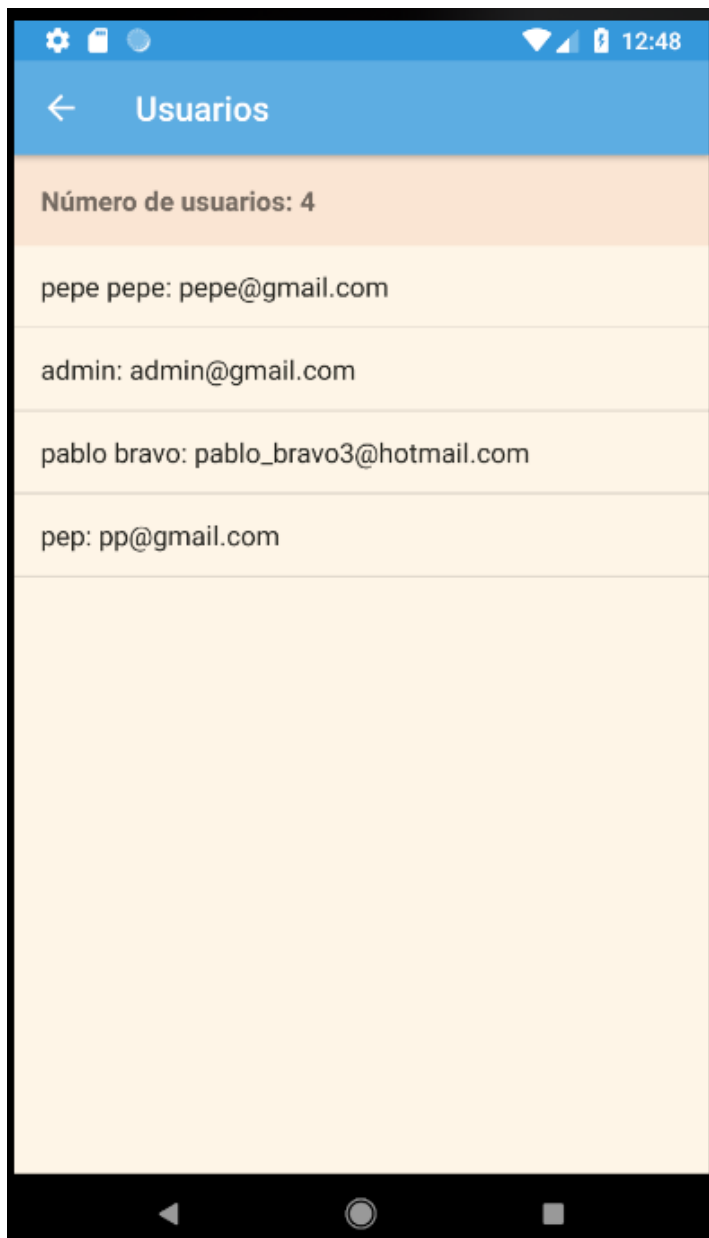 12:48
Usuarios
Número de usuarios: 4
pepe pepe: pepe@gmail.com
admin: admin@gmail.com
pablo bravo: pablo_bravo3@hotmail.com
pep: pp@gmail.com